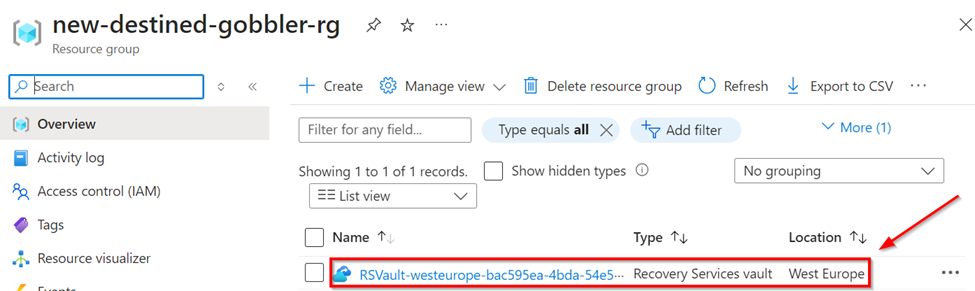 new-destined-gobbler-rg
Resource group
Search
Overview
Activity log
Access control (IAM)
Tags
Resource visualizer
Events
Create
Manage view
Delete resource group
Refresh
Export to CSV
Filter for any field...
Type equals all
Add filter
More (1)
Showing 1 to 1 of 1 records.
Show hidden types
No grouping
List view
Name
Type
Location
RSVault-westeurope-bac595ea-4bda-54e5···
Recovery Services vault
West Europe